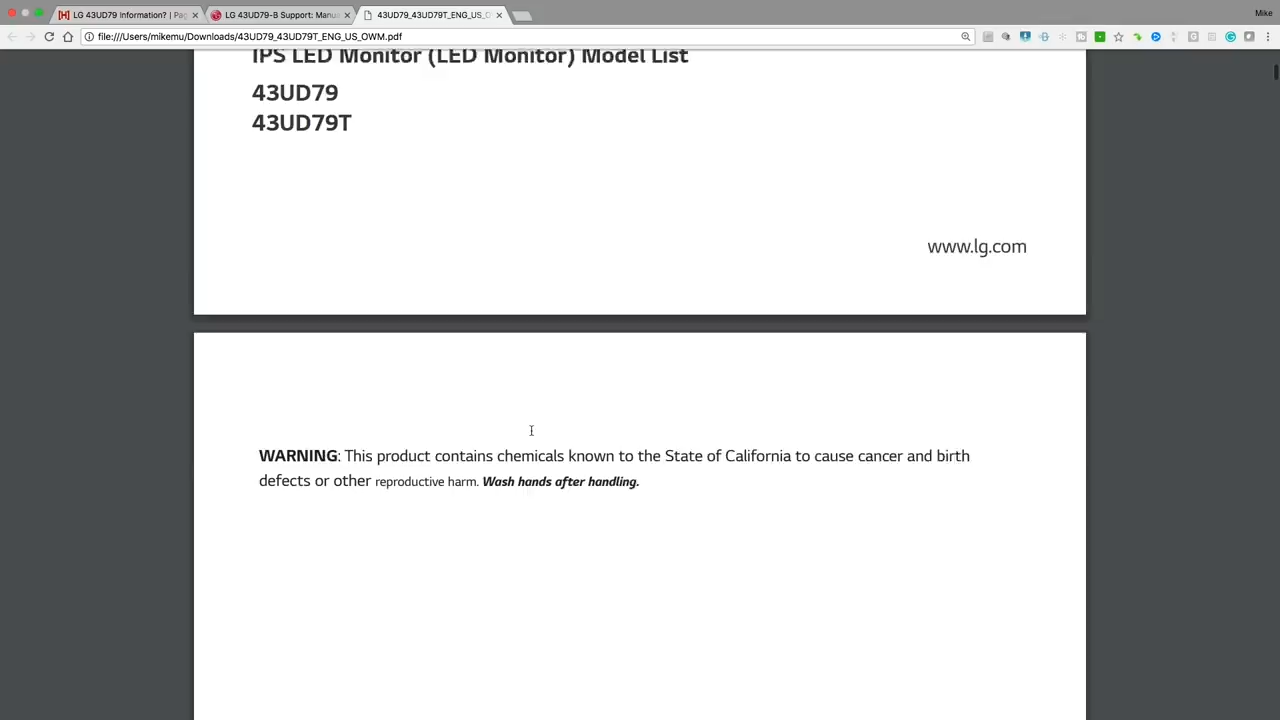 LG 43UD79 Information? | Pag
LG 43UD79-B Support: Manua
43UD79_43UD79T_ENG_US_O
Mike
file:///Users/mikemu/Downloads/43UD79_43UD79T_ENG_US_OWM.pdf
IPS LED Monitor (LED Monitor) Model List
43UD79
43UD79T
www.lg.com
WARNING: This product contains chemicals known to the State of California to cause cancer and birth
defects or other reproductive harm. Wash hands after handling.